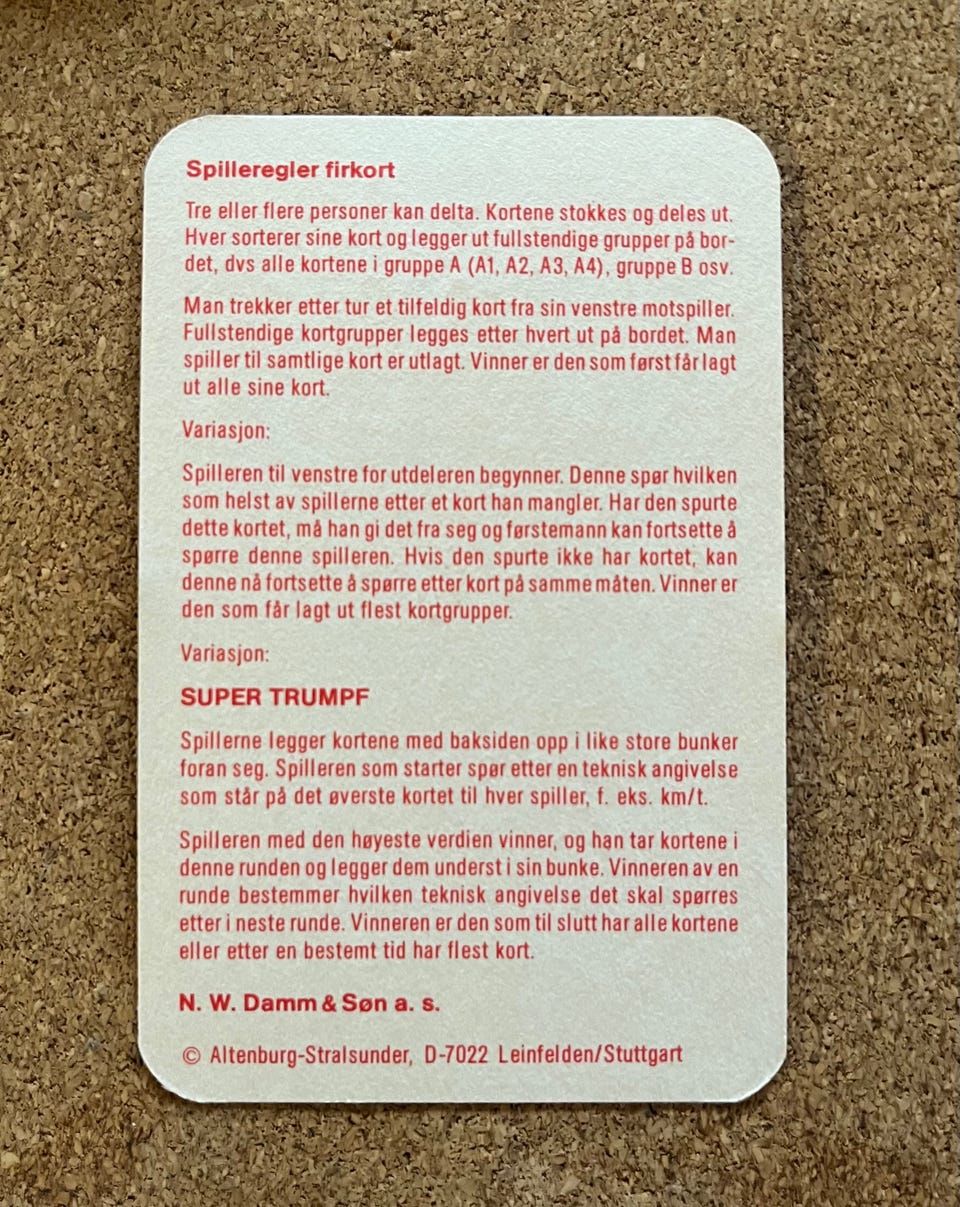 Spilleregler firkort
Tre eller flere personer kan delta. Kortene stokkes og deles ut.
Hver sorterer sine kort og legger ut fullstendige grupper på bor-
det, dvs alle kortene i gruppe A (A1, A2, A3, A4), gruppe B osv.
Man trekker etter tur et tilfeldig kort fra sin venstre motspiller.
Fullstendige kortgrupper legges etter hvert ut på bordet. Man
spiller til samtlige kort er utlagt. Vinner er den som først får lagt
ut alle sine kort.
Variasjon:
Spilleren til venstre for utdeleren begynner. Denne spør hvilken
som helst av spillerne etter et kort han mangler. Har den spurte
dette kortet, må han gi det fra seg og førstemann kan fortsette å
spørre denne spilleren. Hvis den spurte ikke har kortet, kan
denne nå fortsette å spørre etter kort på samme måten. Vinner er
den som får lagt ut flest kortgrupper.
Variasjon:
SUPER TRUMPF
Spillerne legger kortene med baksiden opp i like store bunker
foran seg. Spilleren som starter spør etter en teknisk angivelse
som står på det øverste kortet til hver spiller, f. eks. km/t.
Spilleren med den høyeste verdien vinner, og han tar kortene i
denne runden og legger dem underst i sin bunke. Vinneren av en
runde bestemmer hvilken teknisk angivelse det skal spørres
etter i neste runde. Vinneren er den som til slutt har alle kortene
eller etter en bestemt tid har flest kort.
N. W. Damm & Søn a. s.
© Altenburg-Stralsunder, D-7022 Leinfelden/Stuttgart